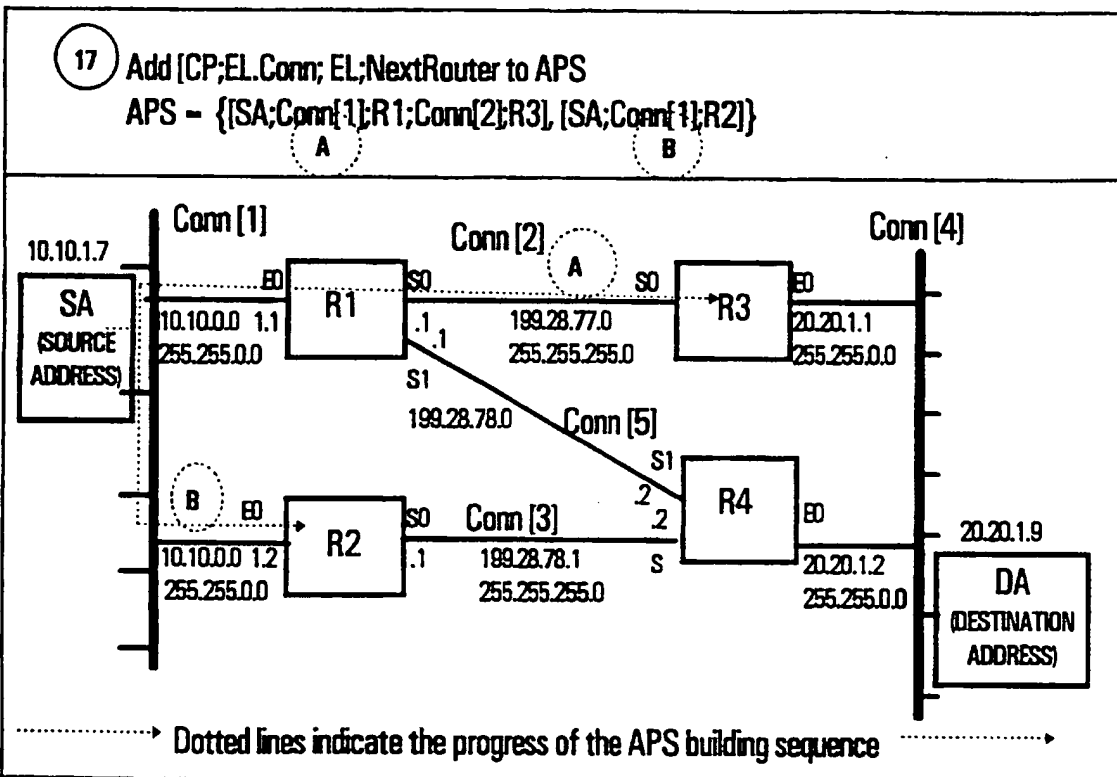 17
Add [CP;EL.Conn; EL;NextRouter to APS
APS = {[SA;Conn[1];R1;Conn[2];R3], [SA;Conn[1];R2]}
A
B
Conn [1]
Conn [2]
Conn [4]
10.10.1.7
SA
(SOURCE
ADDRESS)
E0
R1
S0
A
S0
R3
E0
10.10.0.0 1.1
255.255.0.0
.1
.1
199.28.77.0
255.255.255.0
20.20.1.1
255.255.0.0
S1
199.28.78.0
Conn [5]
S1
.2
.2
R4
E0
B
E0
R2
S0
Conn [3]
10.10.0.0 1.2
255.255.0.0
.1
199.28.78.1
255.255.255.0
S
20.20.1.2
255.255.0.0
20.20.1.9
DA
(DESTINATION
ADDRESS)
Dotted lines indicate the progress of the APS building sequence